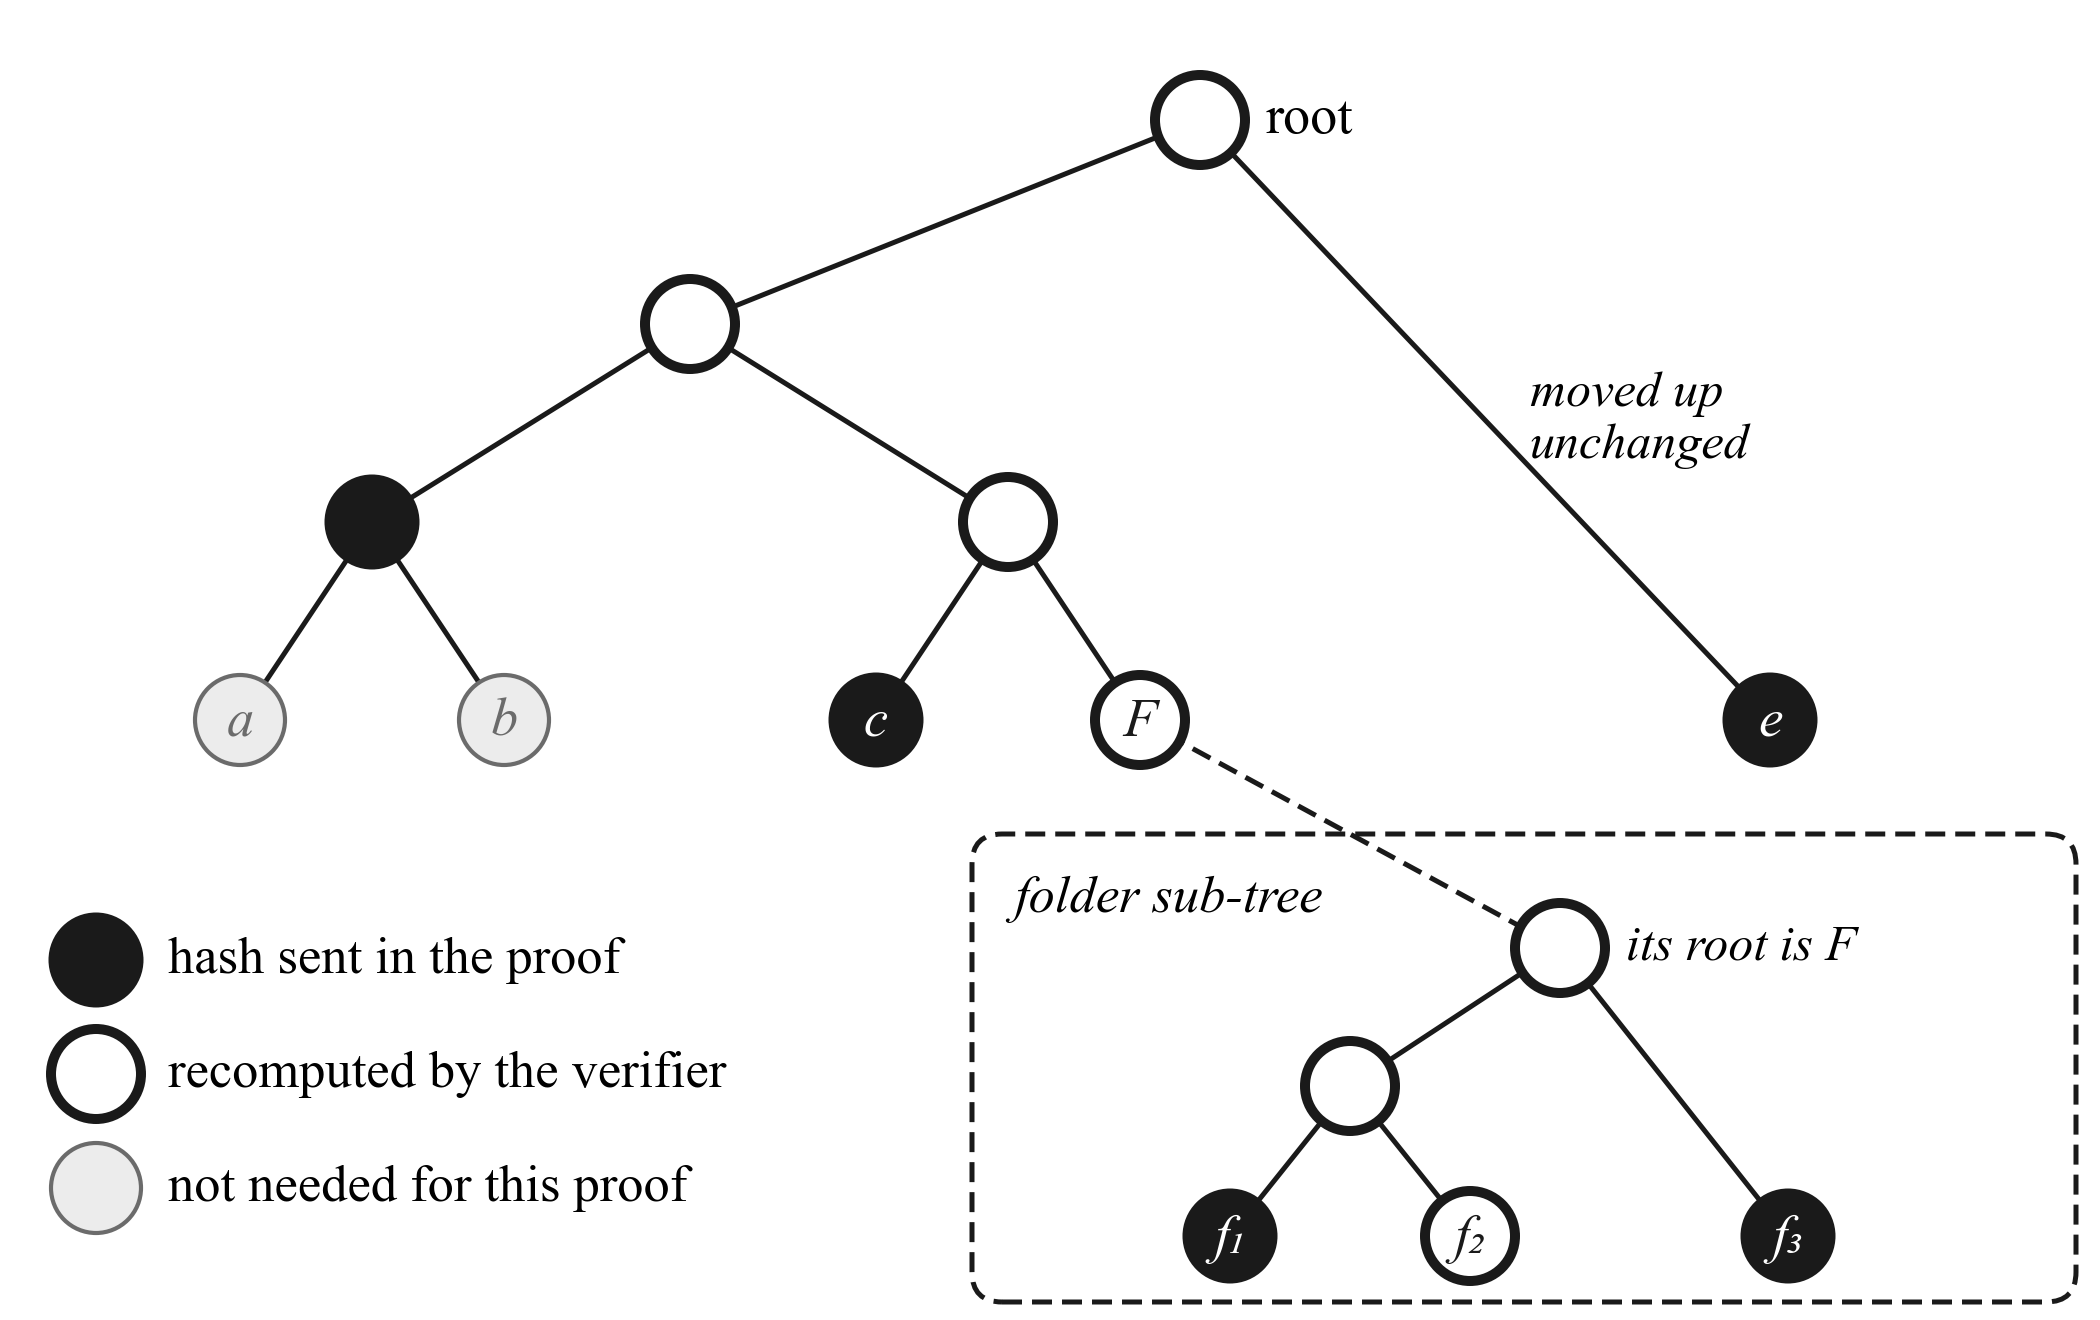 root
moved up
unchanged
a
b
c
F
e
folder sub-tree
its root is F
hash sent in the proof
recomputed by the verifier
not needed for this proof
f1
f2
f3